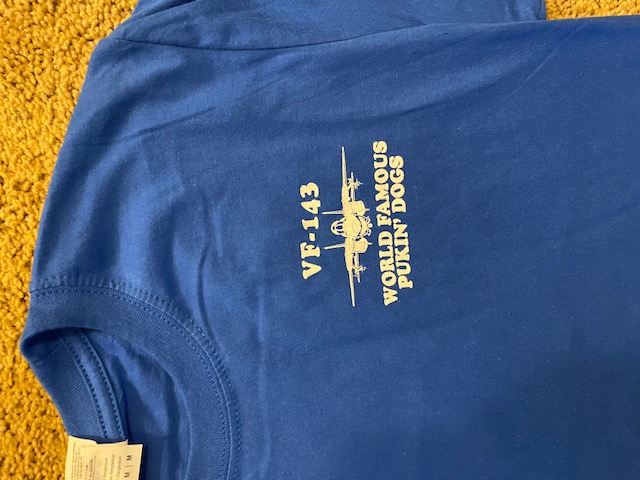 VF-143
WORLD FAMOUS
PUKIN' DOGS
M | M